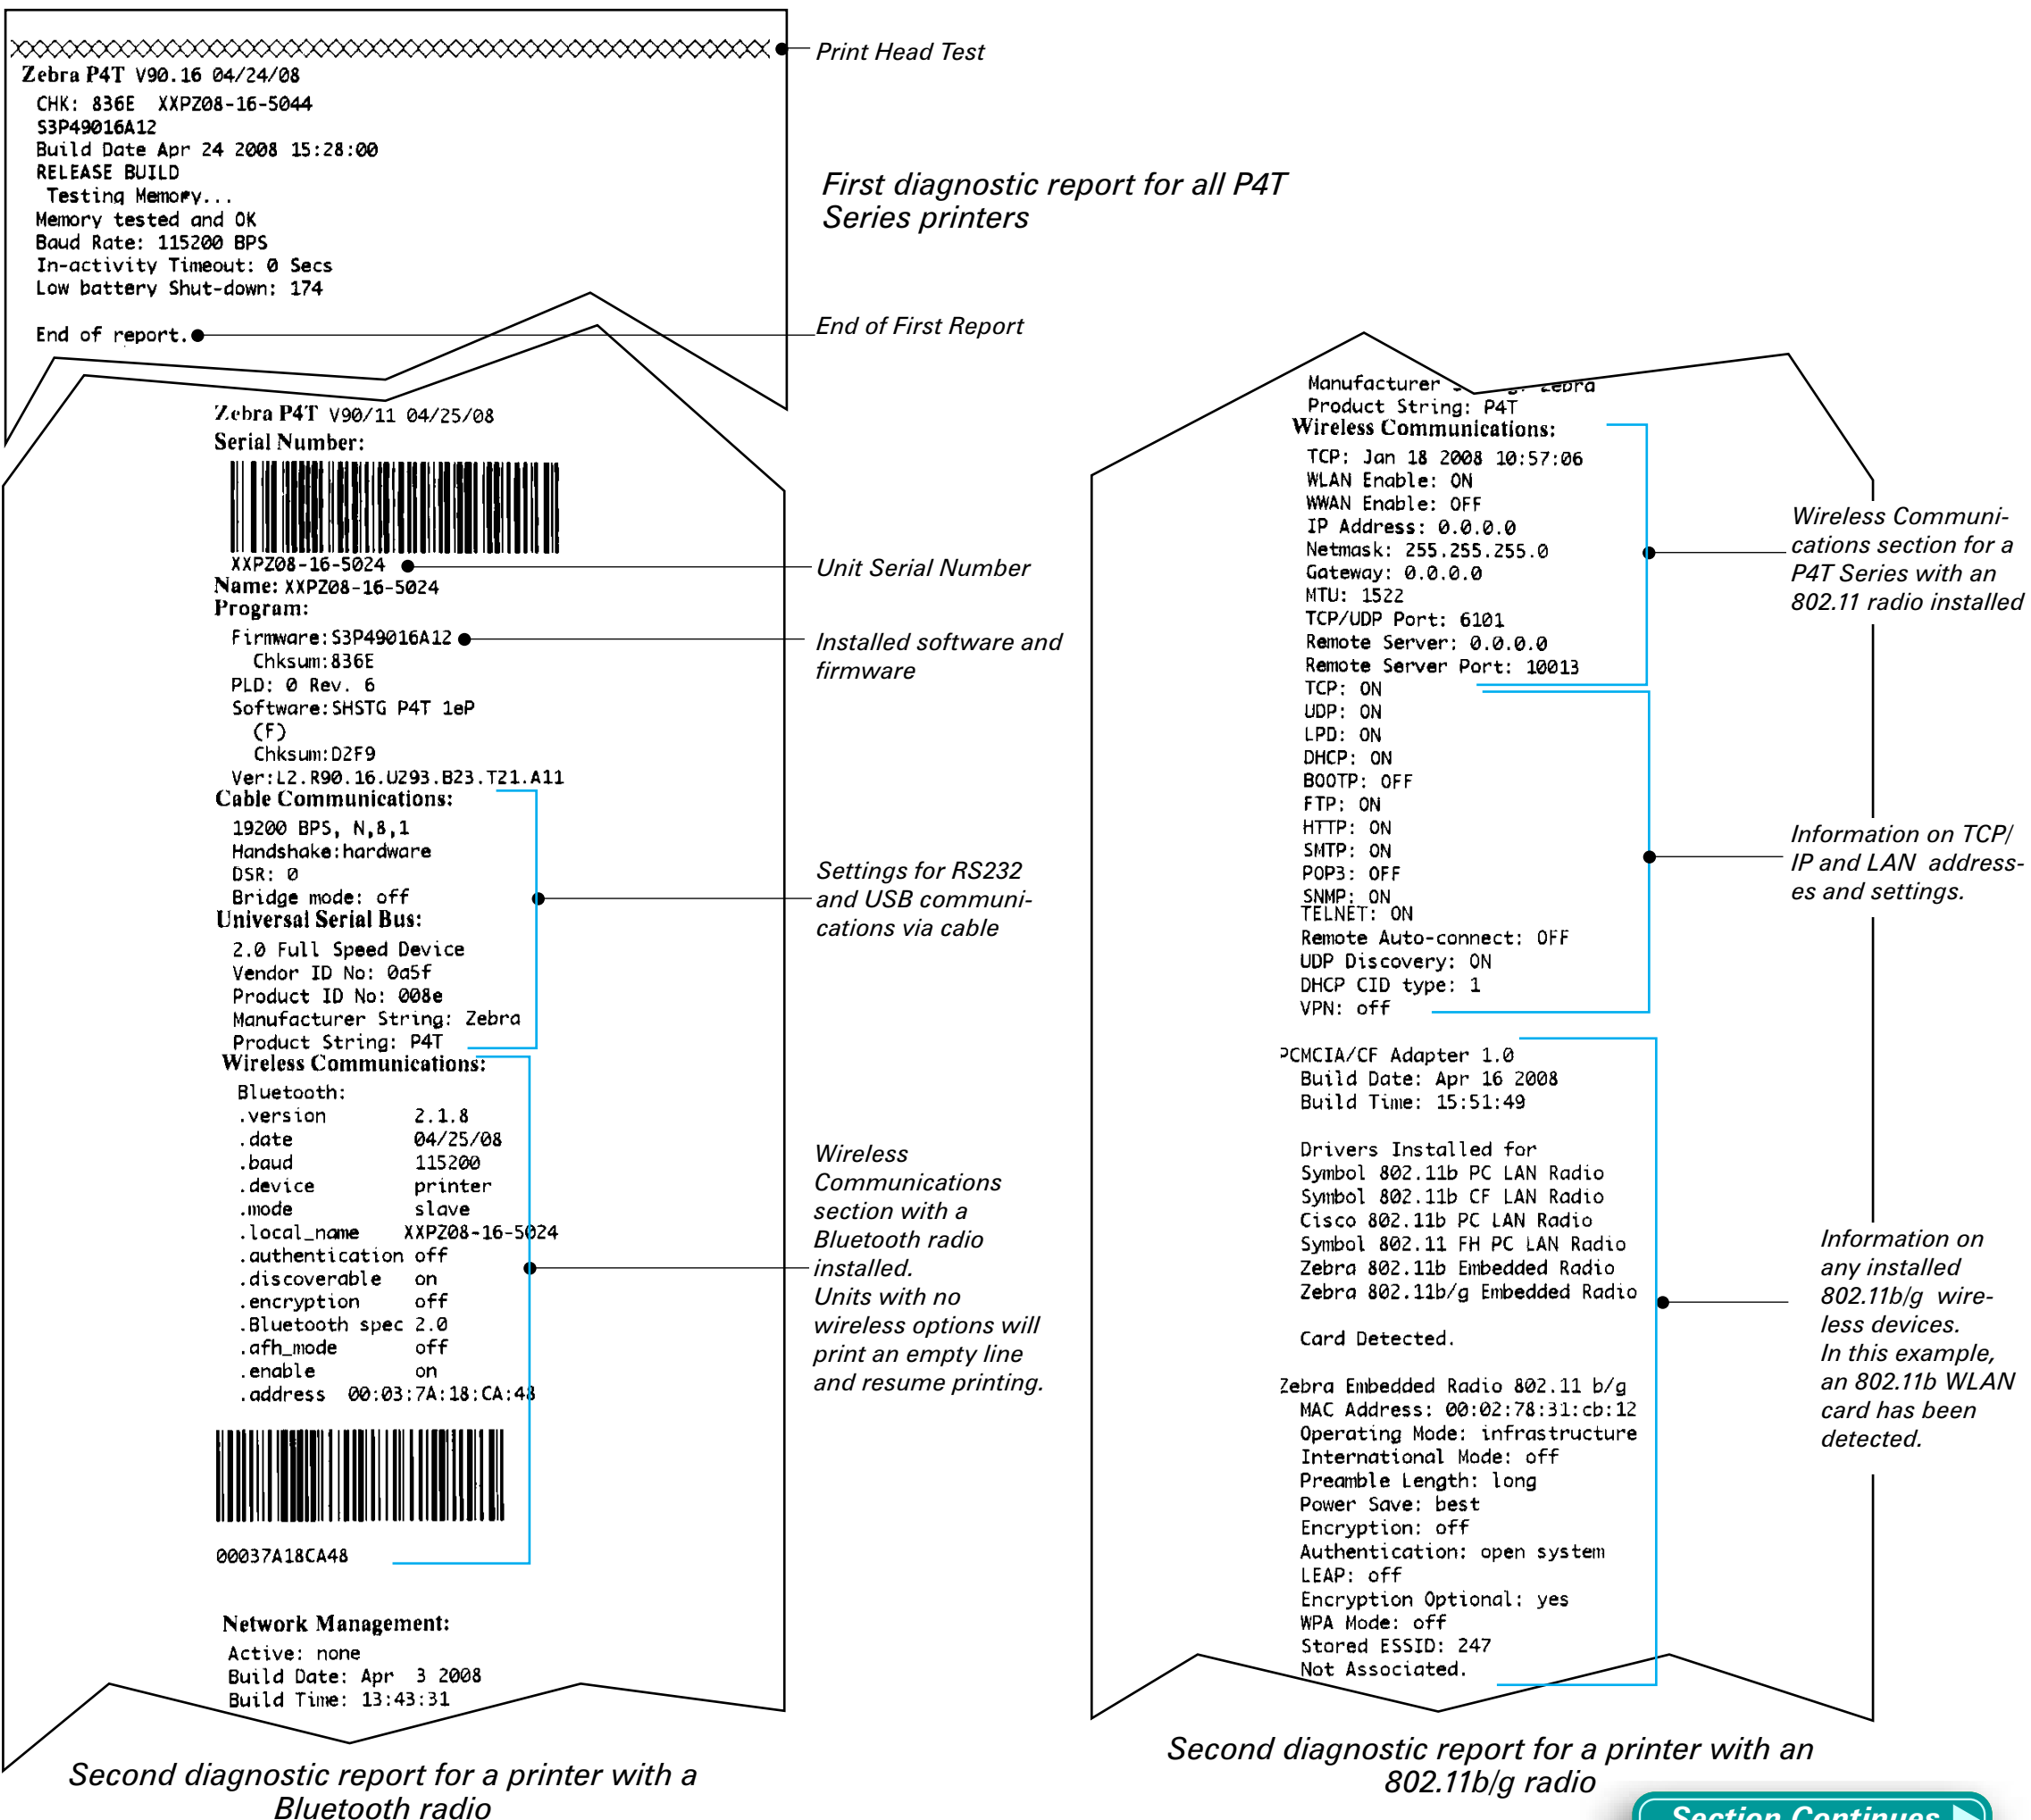 Print Head Test
Zebra P4T V90.16 04/24/08
CHK: 836E XXPZ08-16-5044
S3P49016A12
Build Date Apr 24 2008 15:28:00
RELEASE BUILD
Testing Memory...
Memory tested and OK
Baud Rate: 115200 BPS
In-activity Timeout: 0 Secs
Low battery Shut-down: 174
End of report.
First diagnostic report for all P4T
Series printers
End of First Report
Zebra P4T V90/11 04/25/08
Serial Number:
XXPZ08-16-5024
Name: XXPZ08-16-5024
Program:
Firmware:S3P49016A12
Chksum:836E
PLD: 0 Rev. 6
Software:SHSTG P4T 1eP
(F)
Chksum:D2F9
Ver:L2.R90.16.U293.B23.T21.A11
Cable Communications:
19200 BPS, N,8,1
Handshake:hardware
DSR: 0
Bridge mode: off
Universal Serial Bus:
2.0 Full Speed Device
Vendor ID No: 0a5f
Product ID No: 008e
Manufacturer String: Zebra
Product String: P4T
Wireless Communications:
Bluetooth:
.version 2.1.8
.date 04/25/08
.baud 115200
.device printer
.mode slave
.local_name XXPZ08-16-5024
.authentication off
.discoverable on
.encryption off
.Bluetooth spec 2.0
.afh_mode off
.enable on
.address 00:03:7A:18:CA:48
00037A18CA48
Network Management:
Active: none
Build Date: Apr 3 2008
Build Time: 13:43:31
Unit Serial Number
Installed software and
firmware
Settings for RS232
and USB communi-
cations via cable
Wireless
Communications
section with a
Bluetooth radio
installed.
Units with no
wireless options will
print an empty line
and resume printing.
Second diagnostic report for a printer with a
Bluetooth radio
Manufacturer Zebra
Product String: P4T
Wireless Communications:
TCP: Jan 18 2008 10:57:06
WLAN Enable: ON
WWAN Enable: OFF
IP Address: 0.0.0.0
Netmask: 255.255.255.0
Gateway: 0.0.0.0
MTU: 1522
TCP/UDP Port: 6101
Remote Server: 0.0.0.0
Remote Server Port: 10013
TCP: ON
UDP: ON
LPD: ON
DHCP: ON
BOOTP: OFF
FTP: ON
HTTP: ON
SMTP: ON
POP3: OFF
SNMP: ON
TELNET: ON
Remote Auto-connect: OFF
UDP Discovery: ON
DHCP CID type: 1
VPN: off
PCMCIA/CF Adapter 1.0
Build Date: Apr 16 2008
Build Time: 15:51:49
Drivers Installed for
Symbol 802.11b PC LAN Radio
Symbol 802.11b CF LAN Radio
Cisco 802.11b PC LAN Radio
Symbol 802.11 FH PC LAN Radio
Zebra 802.11b Embedded Radio
Zebra 802.11b/g Embedded Radio
Card Detected.
Zebra Embedded Radio 802.11 b/g
MAC Address: 00:02:78:31:cb:12
Operating Mode: infrastructure
International Mode: off
Preamble Length: long
Power Save: best
Encryption: off
Authentication: open system
LEAP: off
Encryption Optional: yes
WPA Mode: off
Stored ESSID: 247
Not Associated.
Wireless Communi-
cations section for a
P4T Series with an
802.11 radio installed
Information on TCP/
IP and LAN address-
es and settings.
Information on
any installed
802.11b/g wire-
less devices.
In this example,
an 802.11b WLAN
card has been
detected.
Second diagnostic report for a printer with an
802.11b/g radio
Section Continues